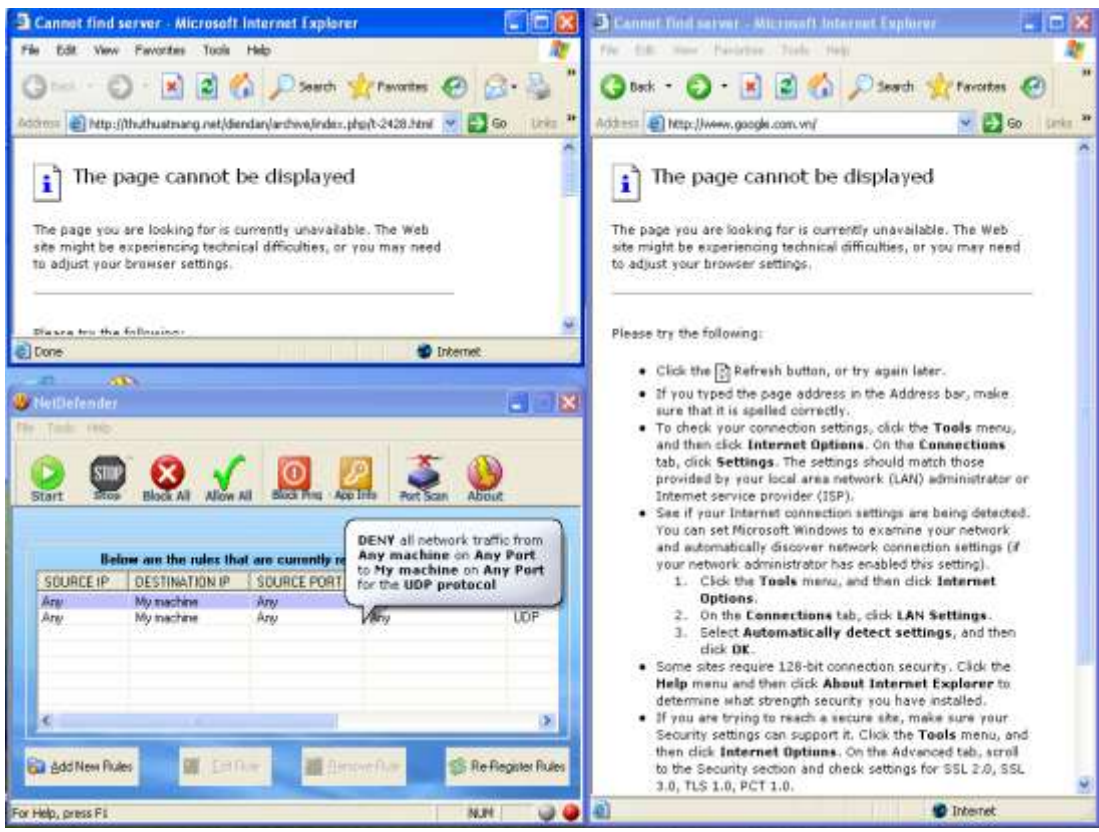 Cannot find server - Microsoft Internet Explorer
File Edit View Favorites Tools Help
Back Search Favorites
Address http://thuthuatmang.net/diendan/archive/index.php/t-2428.html Go Links
The page cannot be displayed
The page you are looking for is currently unavailable. The Web
site might be experiencing technical difficulties, or you may need
to adjust your browser settings.
Please try the following:
Done Internet
NetDefender
File Tools Help
Start Stop Block All Allow All Block Ping App Info Port Scan About
DENY all network traffic from
Any machine on Any Port
to My machine on Any Port
for the UDP protocol
Below are the rules that are currently
SOURCE IP DESTINATION IP SOURCE PORT
Any My machine Any
Any My machine Any Any UDP
Add New Rules Edit Rule Remove Rule Re-Register Rules
For Help, press F1 NUM
Cannot find server - Microsoft Internet Explorer
File Edit View Favorites Tools Help
Back Search Favorites
Address http://www.google.com.vn/ Go Links
The page cannot be displayed
The page you are looking for is currently unavailable. The Web
site might be experiencing technical difficulties, or you may need
to adjust your browser settings.
Please try the following:
• Click the Refresh button, or try again later.
• If you typed the page address in the Address bar, make
sure that it is spelled correctly.
• To check your connection settings, click the Tools menu,
and then click Internet Options. On the Connections
tab, click Settings. The settings should match those
provided by your local area network (LAN) administrator or
Internet service provider (ISP).
• See if your Internet connection settings are being detected.
You can set Microsoft Windows to examine your network
and automatically discover network connection settings (if
your network administrator has enabled this setting).
1. Click the Tools menu, and then click Internet
Options.
2. On the Connections tab, click LAN Settings.
3. Select Automatically detect settings, and then
click OK.
• Some sites require 128-bit connection security. Click the
Help menu and then click About Internet Explorer to
determine what strength security you have installed.
• If you are trying to reach a secure site, make sure your
Security settings can support it. Click the Tools menu, and
then click Internet Options. On the Advanced tab, scroll
to the Security section and check settings for SSL 2.0, SSL
3.0, TLS 1.0, PCT 1.0.
Internet